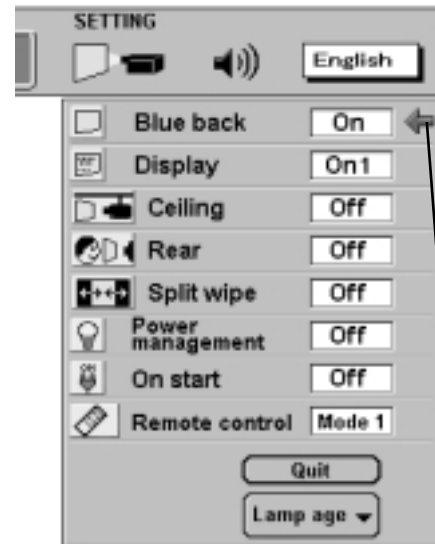 SETTING
English
Blue back On
Display On1
Ceiling Off
Rear Off
Split wipe Off
Power
management Off
On start Off
Remote control Mode 1
Quit
Lamp age